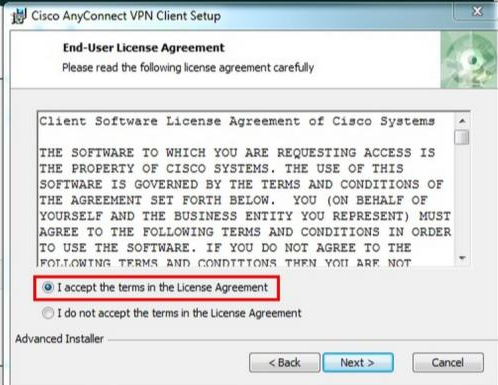 Cisco AnyConnect VPN Client Setup
X
End-User License Agreement
Please read the following license agreement carefully
Client Software License Agreement of Cisco Systems
THE SOFTWARE TO WHICH YOU ARE REQUESTING ACCESS IS
THE PROPERTY OF CISCO SYSTEMS. THE USE OF THIS
SOFTWARE IS GOVERNED BY THE TERMS AND CONDITIONS OF
THE AGREEMENT SET FORTH BELOW. YOU (ON BEHALF OF
YOURSELF AND THE BUSINESS ENTITY YOU REPRESENT) MUST
AGREE TO THE FOLLOWING TERMS AND CONDITIONS IN ORDER
TO USE THE SOFTWARE. IF YOU DO NOT AGREE TO THE
FOLLOWING TERMS AND CONDITIONS THEN YOU ARE NOT
I accept the terms in the License Agreement
I do not accept the terms in the License Agreement
Advanced Installer
< Back
Next >
Cancel